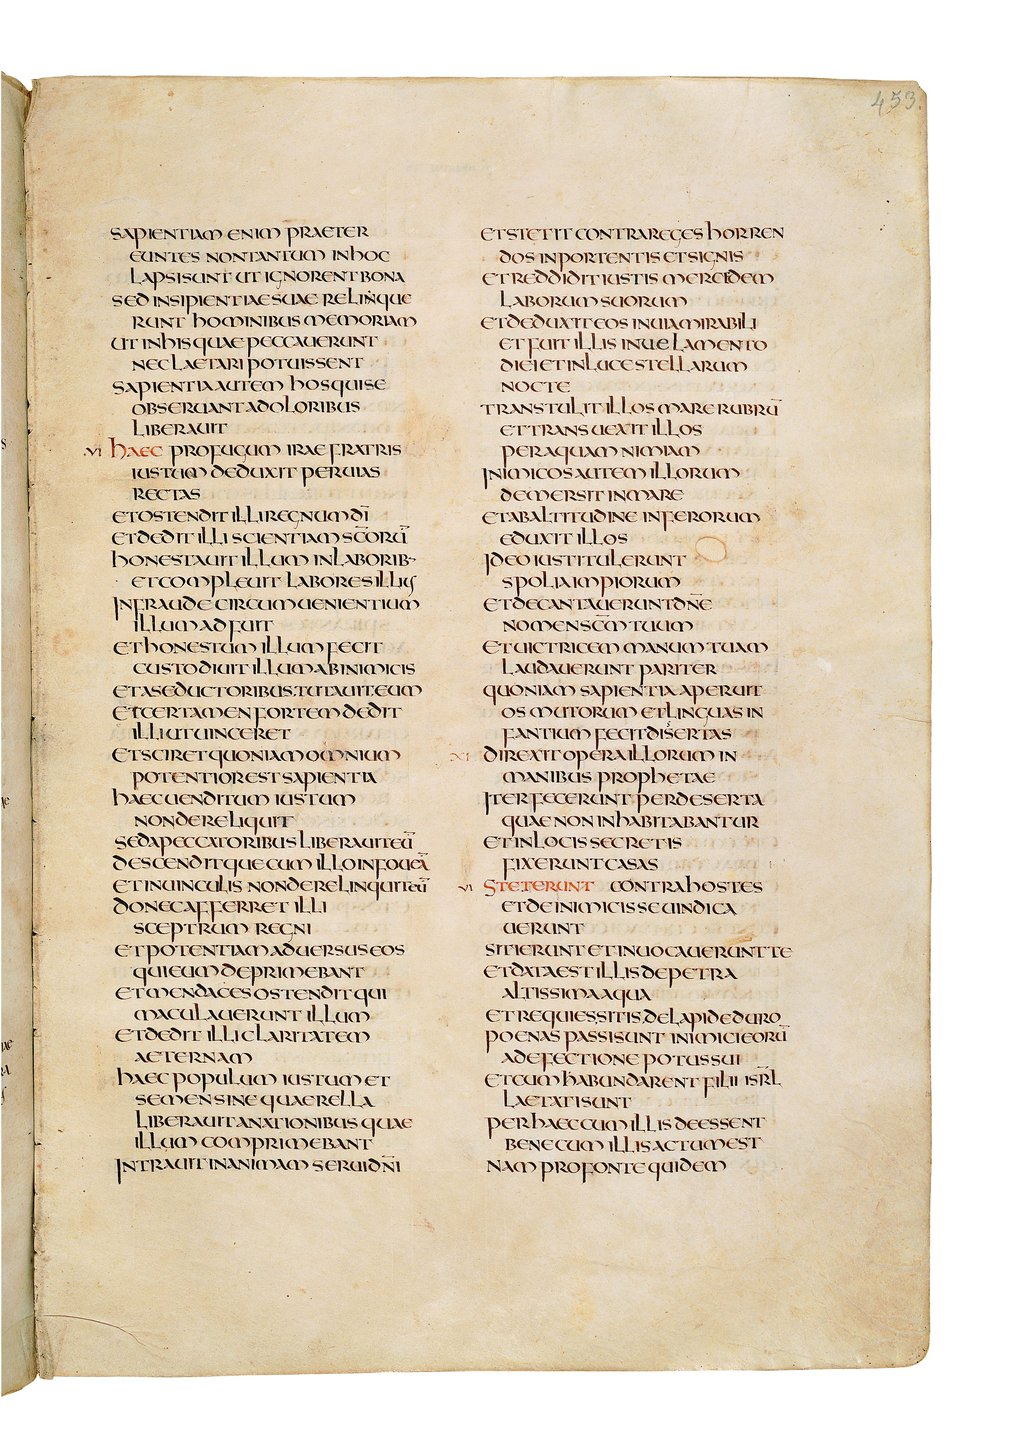 453.
SAPIENTIAM ENIM PRAETER
EUNTES NON TANTUM IN HOC
LAPSI SUNT UT IGNORENT BONA
SED INSIPIENTIAE SUAE RELINQUE
RUNT HOMINIBUS MEMORIAM
UT IN HIS QUAE PECCAUERUNT
NEC LAETARI POTUISSENT
SAPIENTIA AUTEM HOS QUI SE
OBSERUANT A DOLORIBUS
LIBERAUIT
VI HAEC PROFUGUM IRAE FRATRIS
IUSTUM DEDUXIT PER UIAS
RECTAS
ET OSTENDIT ILLI REGNUM DĪ
ET DEDIT ILLI SCIENTIAM SCŌRŪ
HONESTAUIT ILLUM IN LABORIB·
ET COMPLEUIT LABORES ILLIUS
IN FRAUDE CIRCUMUENIENTIUM
ILLUM ADFUIT
ET HONESTUM ILLUM FECIT
CUSTODIUIT ILLUM AB INIMICIS
ET A SEDUCTORIBUS TUTAUIT EUM
ET CERTAMEN FORTEM DEDIT
ILLI UT UINCERET
ET SCIRET QUONIAM OMNIUM
POTENTIOR EST SAPIENTIA
HAEC UENDITUM IUSTUM
NON DERELIQUIT
SED A PECCATORIBUS LIBERAUIT EŪ
DESCENDITQUE CUM ILLO IN FOUEĀ
ET IN UINCULIS NON DERELINQUIT EŪ
DONEC AFFERRET ILLI
SCEPTRUM REGNI
ET POTENTIAM ADUERSUS EOS
QUI EUM DEPRIMEBANT
ET MENDACES OSTENDIT QUI
MACULAUERUNT ILLUM
ET DEDIT ILLI CLARITATEM
AETERNAM
HAEC POPULUM IUSTUM ET
SEMEN SINE QUAERELLA
LIBERAUIT A NATIONIBUS QUAE
ILLUM COMPRIMEBANT
INTRAUIT IN ANIMAM SERUI DNĪ
ET STETIT CONTRA REGES HORREN
DOS IN PORTENTIS ET SIGNIS
ET REDDIDIT IUSTIS MERCEDEM
LABORUM SUORUM
ET DEDUXIT EOS IN UIA MIRABILI
ET FUIT ILLIS IN UELAMENTO
DIEI ET IN LUCE STELLARUM
NOCTE
TRANSTULIT ILLOS MARE RUBRŪ
ET TRANSUEXIT ILLOS
PER AQUAM NIMIAM
INIMICOS AUTEM ILLORUM
DEMERSIT IN MARE
ET AB ALTITUDINE INFERORUM
EDUXIT ILLOS
IDEO IUSTI TULERUNT
SPOLIA IMPIORUM
ET DECANTAUERUNT DN̄E
NOMEN SCM̄ TUUM
ET UICTRICEM MANUM TUAM
LAUDAUERUNT PARITER
QUONIAM SAPIENTIA APERUIT
OS MUTORUM ET LINGUAS IN
FANTIUM FECIT DISERTAS
XI DIREXIT OPERA ILLORUM IN
MANIBUS PROPHETAE
ITER FECERUNT PER DESERTA
QUAE NON INHABITABANTUR
ET IN LOCIS SECRETIS
FIXERUNT CASAS
VI STETERUNT CONTRA HOSTES
ET DE INIMICIS SE UINDICA
UERUNT
SITIERUNT ET INUOCAUERUNT TE
ET DATA EST ILLIS DE PETRA
ALTISSIMA AQUA
ET REQUIES SITIS DE LAPIDE DURO
POENAS PASSI SUNT INIMICI EORŪ
A DEFECTIONE POTUS SUI
ET CUM HABUNDARENT FILII ISRL̄
LAETATI SUNT
PER HAEC CUM ILLIS DEESSENT
BENE CUM ILLIS ACTUM EST
NAM PRO FONTE QUIDEM